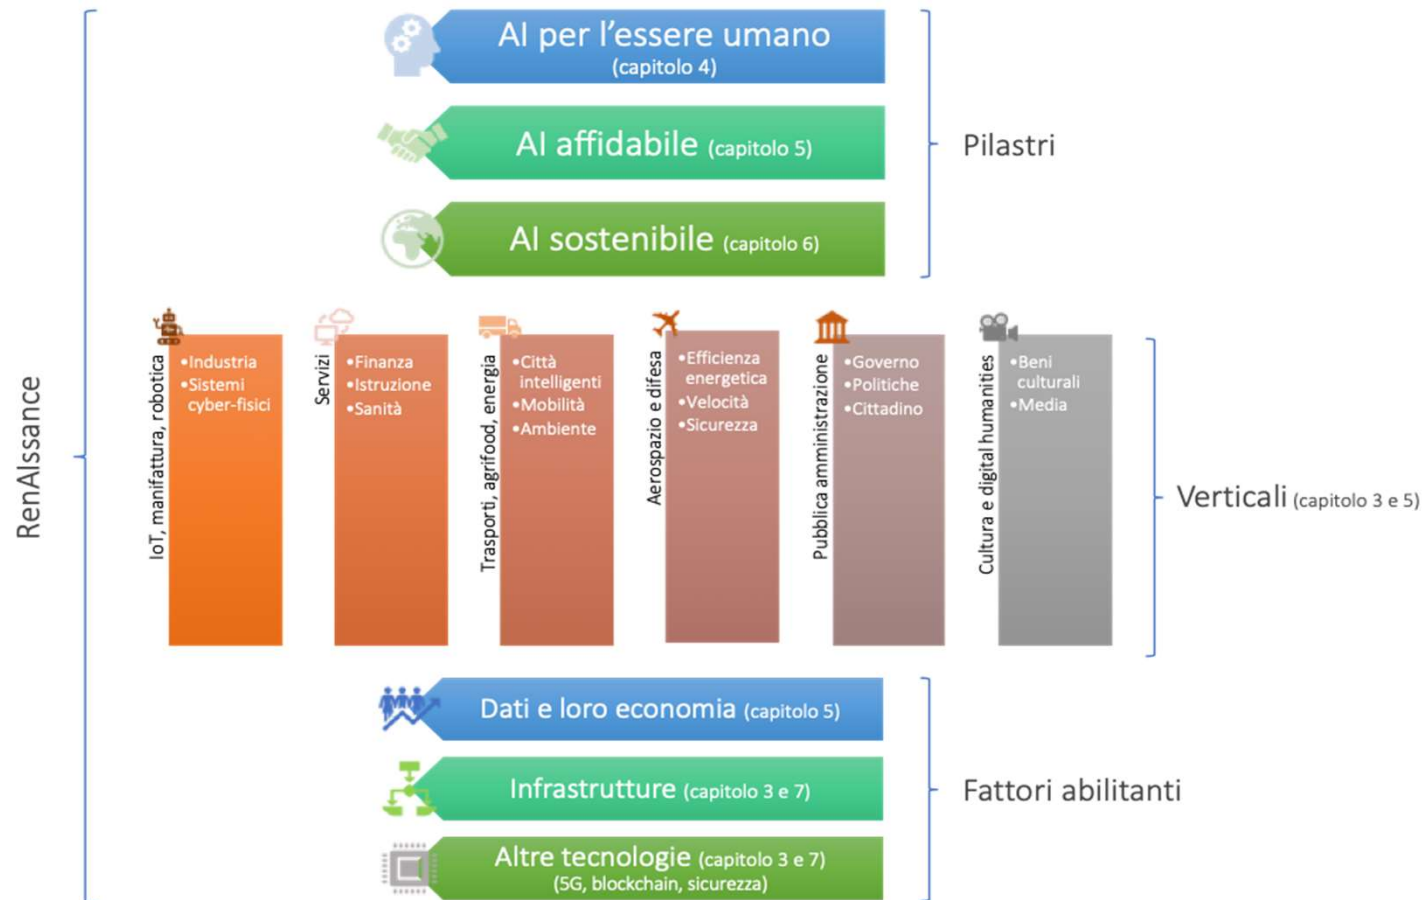 AI per l’essere umano
(capitolo 4)
AI affidabile (capitolo 5)
AI sostenibile (capitolo 6)
Pilastri
RenAIssance
IoT, manifattura, robotica
•Industria
•Sistemi
cyber-fisici
Servizi
•Finanza
•Istruzione
•Sanità
Trasporti, agrifood, energia
•Città
intelligenti
•Mobilità
•Ambiente
Aerospazio e difesa
•Efficienza
energetica
•Velocità
•Sicurezza
Pubblica amministrazione
•Governo
•Politiche
•Cittadino
Cultura e digital humanities
•Beni
culturali
•Media
Verticali (capitolo 3 e 5)
Dati e loro economia (capitolo 5)
Infrastrutture (capitolo 3 e 7)
Altre tecnologie (capitolo 3 e 7)
(5G, blockchain, sicurezza)
Fattori abilitanti